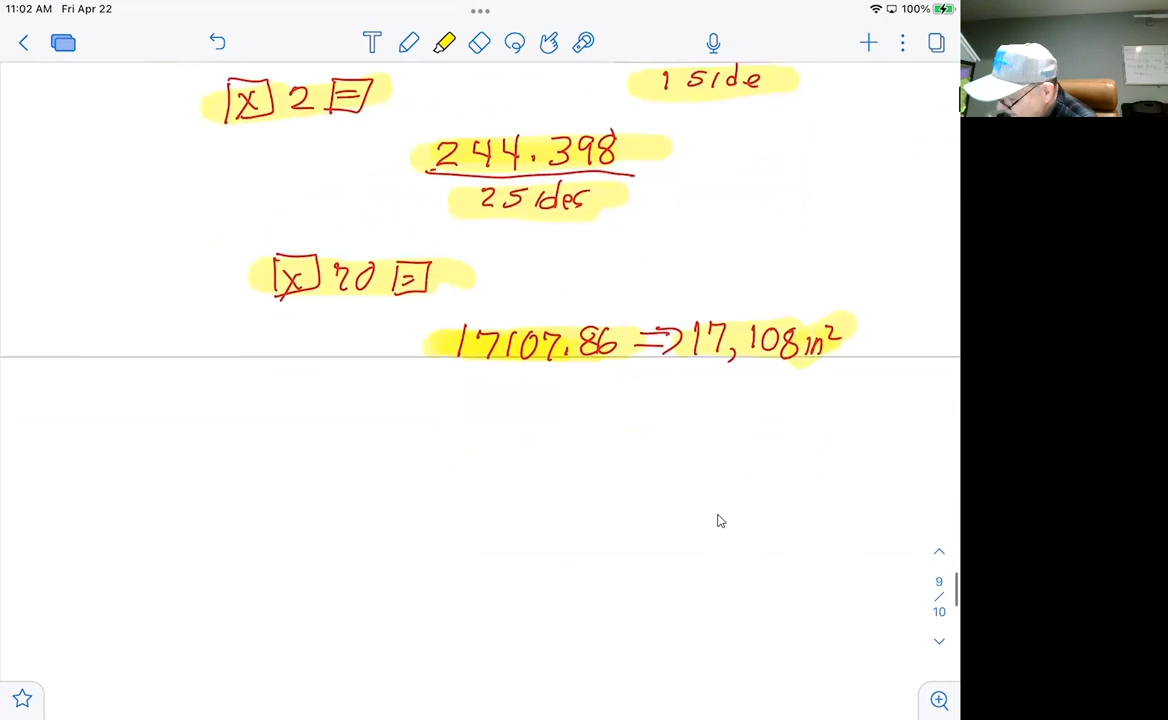 11:02 AM Fri Apr 22
100%
T
1 side
[x] 2 [=]
244.398
2 sides
[x] 70 [=]
17107.86 ⇒ 17,108 in²
9
/
10